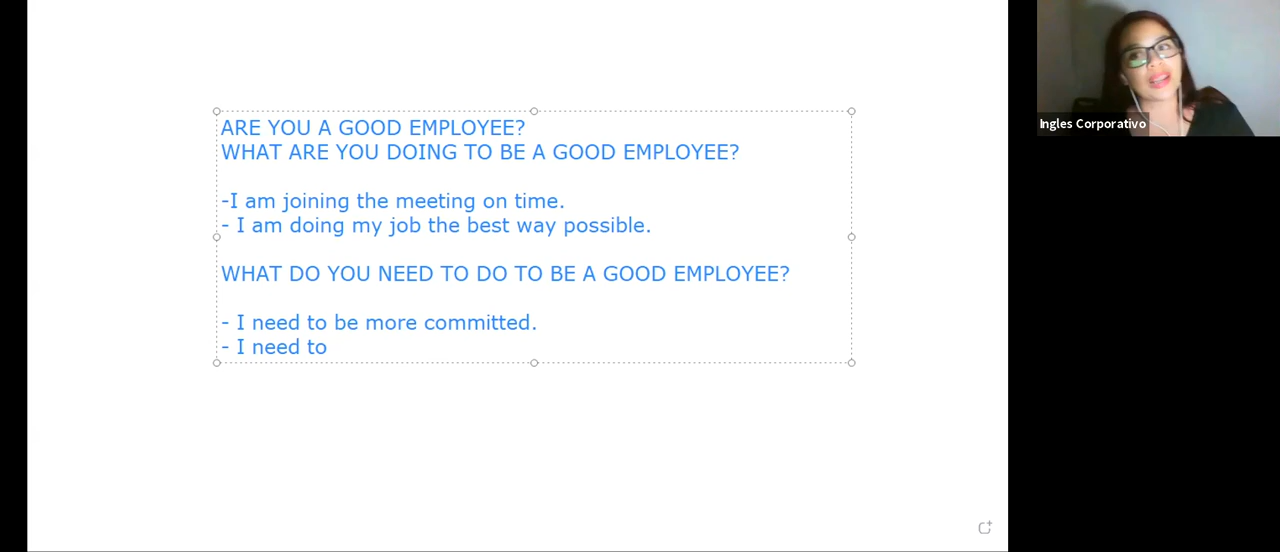 ARE YOU A GOOD EMPLOYEE?
WHAT ARE YOU DOING TO BE A GOOD EMPLOYEE?
-I am joining the meeting on time.
- I am doing my job the best way possible.
WHAT DO YOU NEED TO DO TO BE A GOOD EMPLOYEE?
- I need to be more committed.
- I need to
Ingles Corporativo